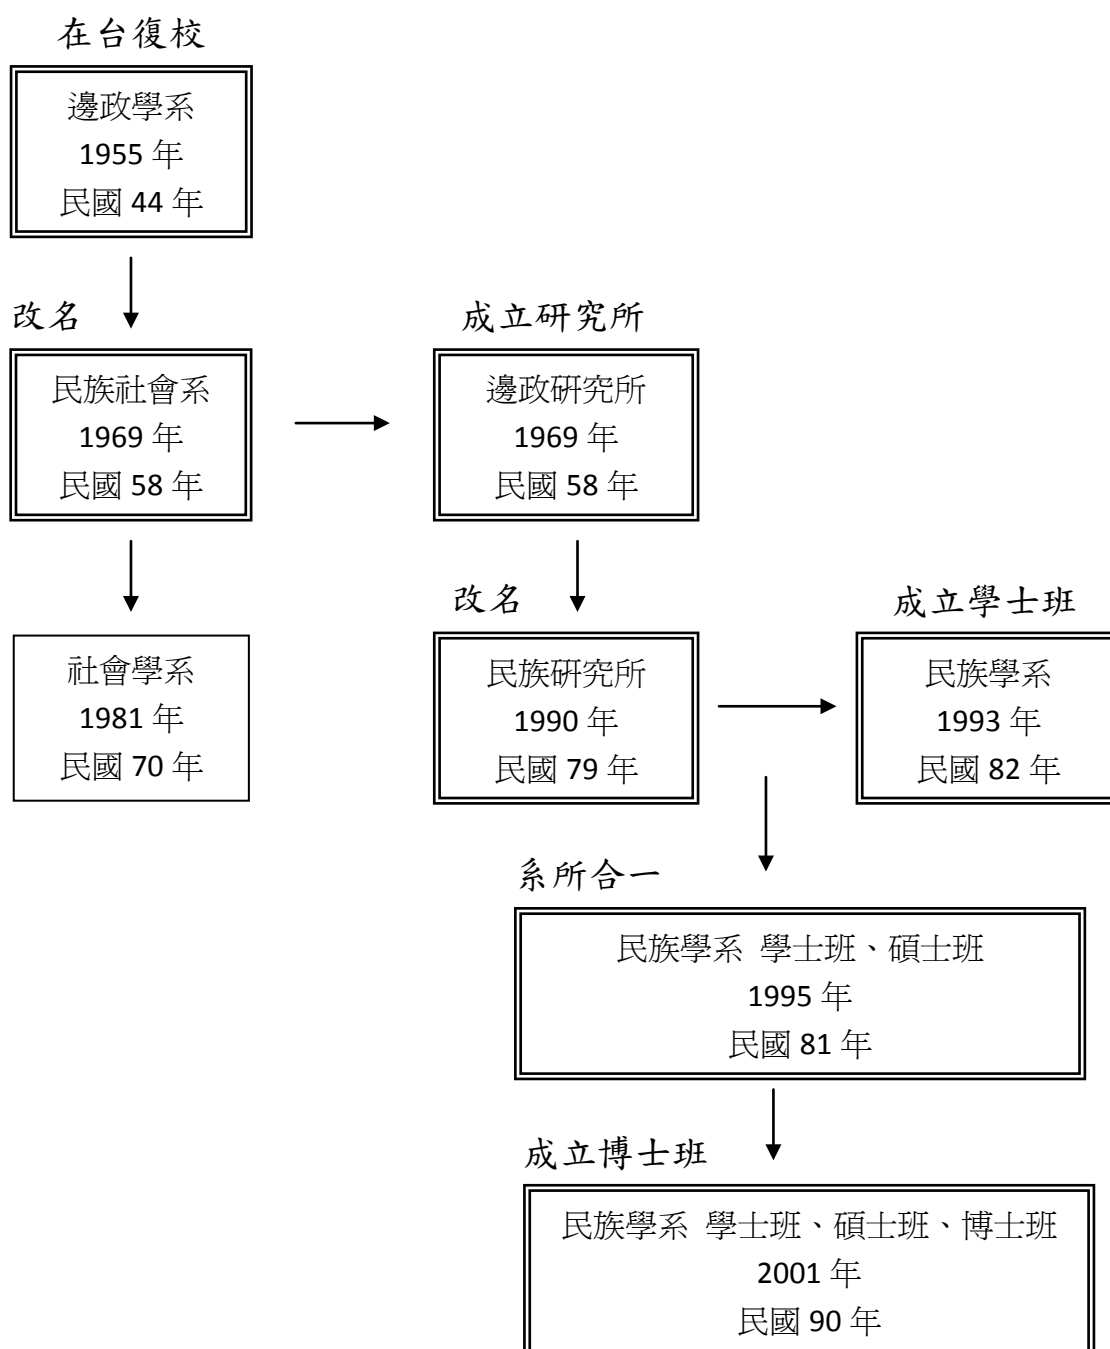 在台復校
邊政學系
1955 年
民國 44 年
改名
民族社會系
1969 年
民國 58 年
成立研究所
邊政研究所
1969 年
民國 58 年
社會學系
1981 年
民國 70 年
改名
民族研究所
1990 年
民國 79 年
成立學士班
民族學系
1993 年
民國 82 年
系所合一
民族學系 學士班、碩士班
1995 年
民國 81 年
成立博士班
民族學系 學士班、碩士班、博士班
2001 年
民國 90 年